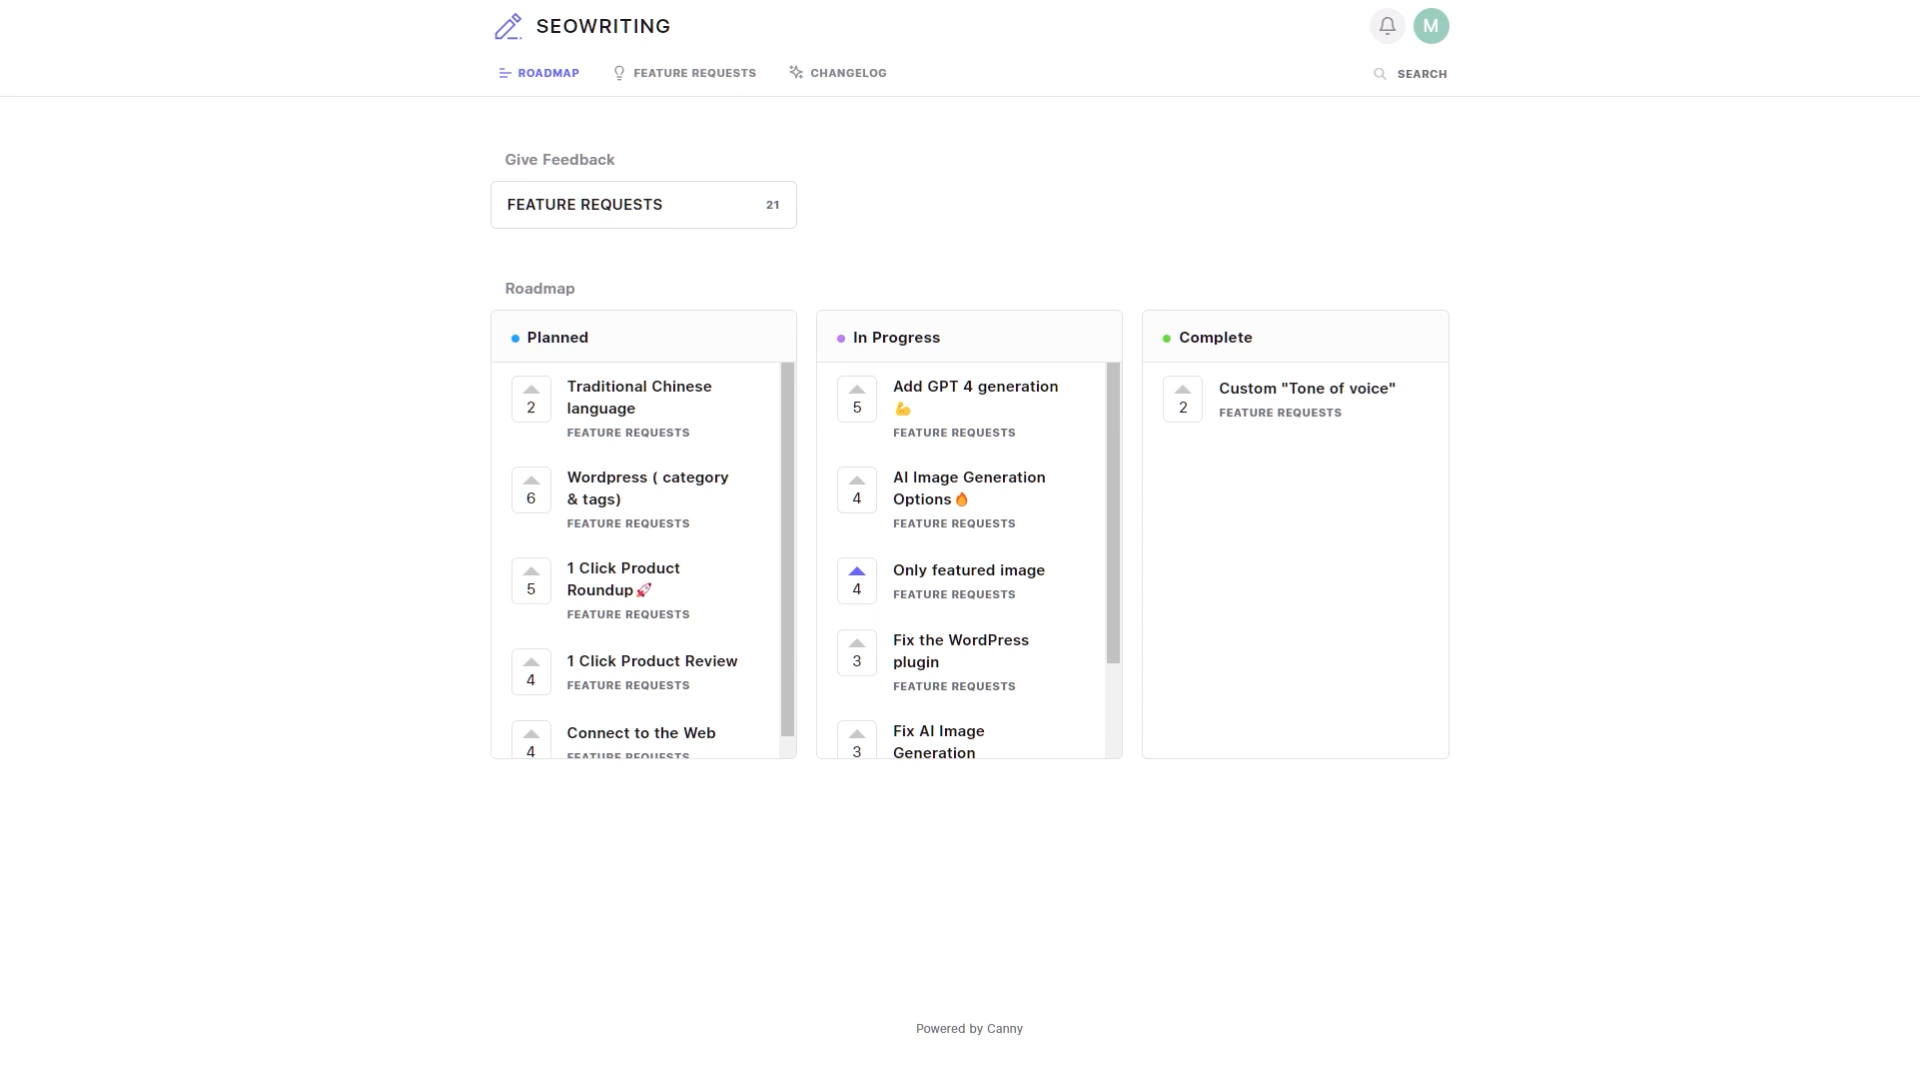 SEOWRITING
M
ROADMAP
FEATURE REQUESTS
CHANGELOG
SEARCH
Give Feedback
FEATURE REQUESTS 21
Roadmap
Planned
2
Traditional Chinese
language
FEATURE REQUESTS
6
Wordpress ( category
& tags)
FEATURE REQUESTS
5
1 Click Product
Roundup🚀
FEATURE REQUESTS
4
1 Click Product Review
FEATURE REQUESTS
4
Connect to the Web
FEATURE REQUESTS
In Progress
5
Add GPT 4 generation
💪
FEATURE REQUESTS
4
AI Image Generation
Options🔥
FEATURE REQUESTS
4
Only featured image
FEATURE REQUESTS
3
Fix the WordPress
plugin
FEATURE REQUESTS
3
Fix AI Image
Generation
Complete
2
Custom "Tone of voice"
FEATURE REQUESTS
Powered by Canny